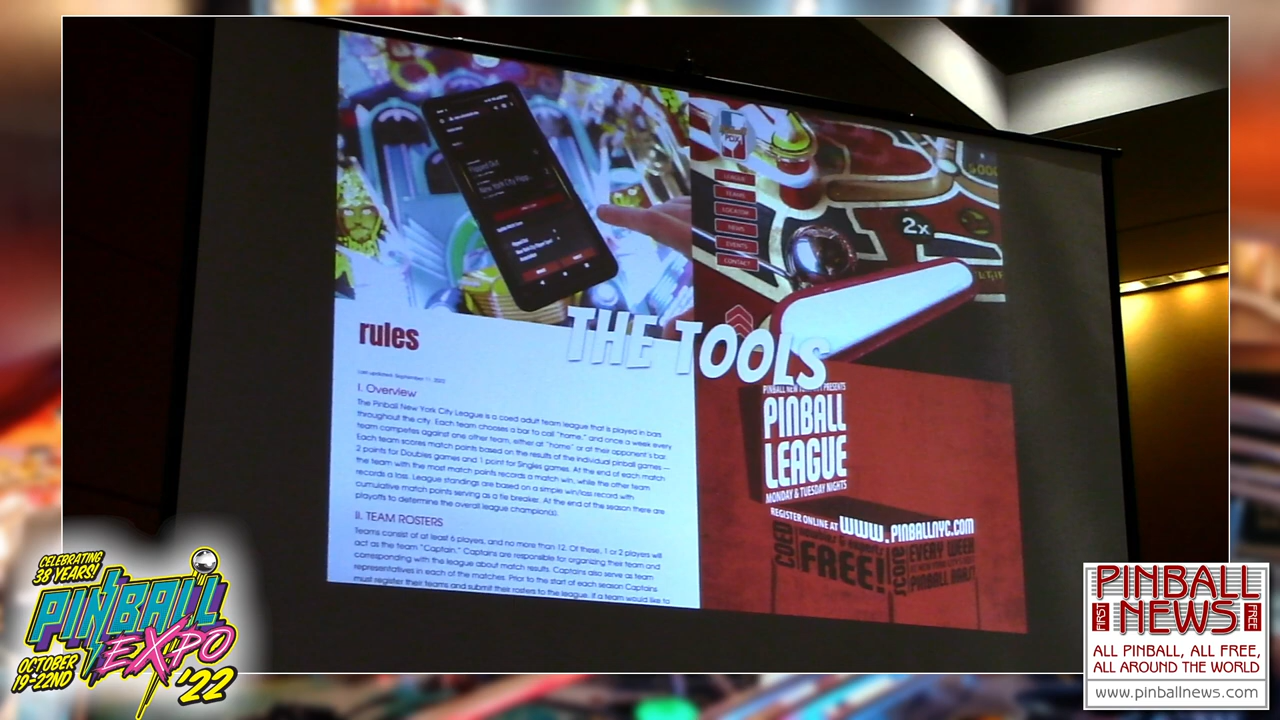 PDX
LEAGUE
TEAMS
LOCATOR
NEWS
EVENTS
CONTACT
2x
THE TOOLS
rules
Last updated: September 11, 2022
I. Overview
The Pinball New York City League is a coed adult team league that is played in bars
throughout the city. Each team chooses a bar to call "home," and once a week every
team competes against one other team, either at "home" or at their opponent's bar.
Each team scores match points based on the results of the individual pinball games —
2 points for Doubles games and 1 point for Singles games. At the end of each match
the team with the most match points records a match win, while the other team
records a loss. League standings are based on a simple win/loss record with
cumulative match points serving as a tie breaker. At the end of the season there are
playoffs to determine the overall league champion(s).
II. TEAM ROSTERS
Teams consist of at least 6 players, and no more than 12. Of these, 1 or 2 players will
act as the team "Captain." Captains are responsible for organizing their team and
corresponding with the league about match results. Captains also serve as team
representatives in each of the matches. Prior to the start of each season Captains
must register their teams and submit their rosters to the league. If a team would like to
PINBALL NEW YORK CITY PRESENTS
PINBALL
LEAGUE
MONDAY & TUESDAY NIGHTS
REGISTER ONLINE AT WWW.PINBALLNYC.COM
COED
FREE!
EVERY WEEK
CELEBRATING
38 YEARS!
PINBALL
EXPO
OCTOBER
19-22ND
'22
PINBALL
FIRST NEWS FREE
ALL PINBALL, ALL FREE,
ALL AROUND THE WORLD
www.pinballnews.com